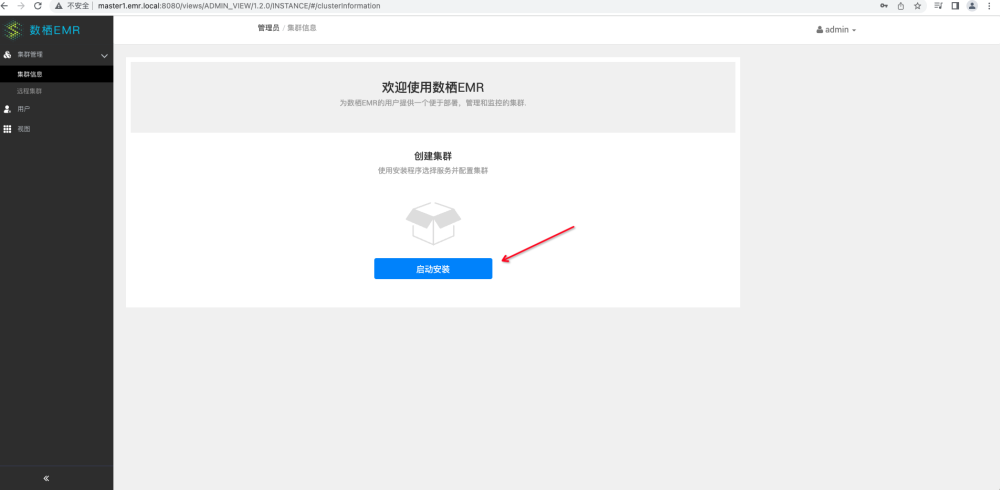 不安全
master1.emr.local:8080/views/ADMIN_VIEW/1.2.0/INSTANCE/#/clusterInformation
数栖EMR
管理员 / 集群信息
admin
集群管理
集群信息
远程集群
用户
视图
欢迎使用数栖EMR
为数栖EMR的用户提供一个便于部署，管理和监控的集群.
创建集群
使用安装程序选择服务并配置集群
启动安装